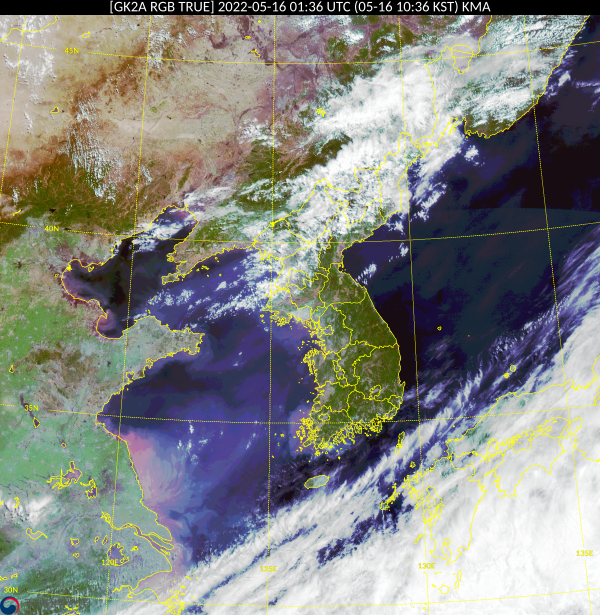 [GK2A RGB TRUE] 2022-05-16 01:36 UTC (05-16 10:36 KST) KMA
45N
40N
35N
120E
125E
130E
135E
30N